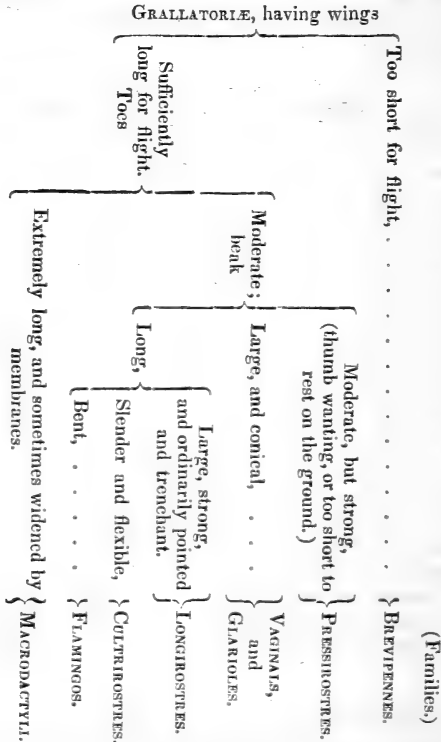 GRALLATORIÆ, having wings
(Families.)
Too short for flight, . . . . . . . . . . . BREVIPENNES.
Sufficiently
long for flight.
Toes
Moderate;
beak
Moderate, but strong,
(thumb wanting, or too short to
rest on the ground.)
PRESSIROSTRES.
Large, and conical, . . .
VAGINALS,
and
GLARIOLES.
Long,
Large, strong,
and ordinarily pointed
and trenchant.
LONGIROSTRES.
Slender and flexible,
CULTRIROSTRES.
Bent, . . . . .
FLAMINGOS.
Extremely long, and sometimes widened by
membranes.
MACRODACTYLI.